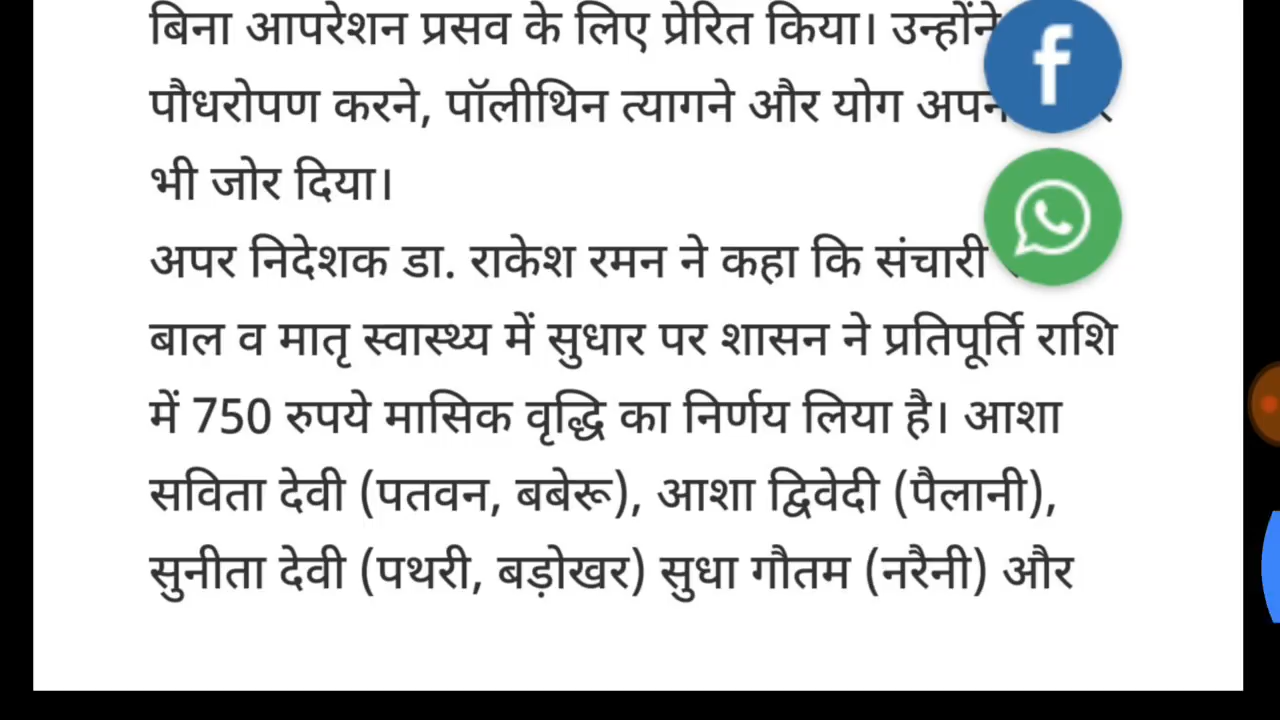 बिना आपरेशन प्रसव के लिए प्रेरित किया। उन्होंने
पौधरोपण करने, पॉलीथिन त्यागने और योग
भी जोर दिया।
अपर निदेशक डा. राकेश रमन ने कहा कि संचारी
बाल व मातृ स्वास्थ्य में सुधार पर शासन ने प्रतिपूर्ति राशि
में 750 रुपये मासिक वृद्धि का निर्णय लिया है। आशा
सविता देवी (पतवन, बबेरू), आशा द्विवेदी (पैलानी),
सुनीता देवी (पथरी, बड़ोखर) सुधा गौतम (नरैनी) और